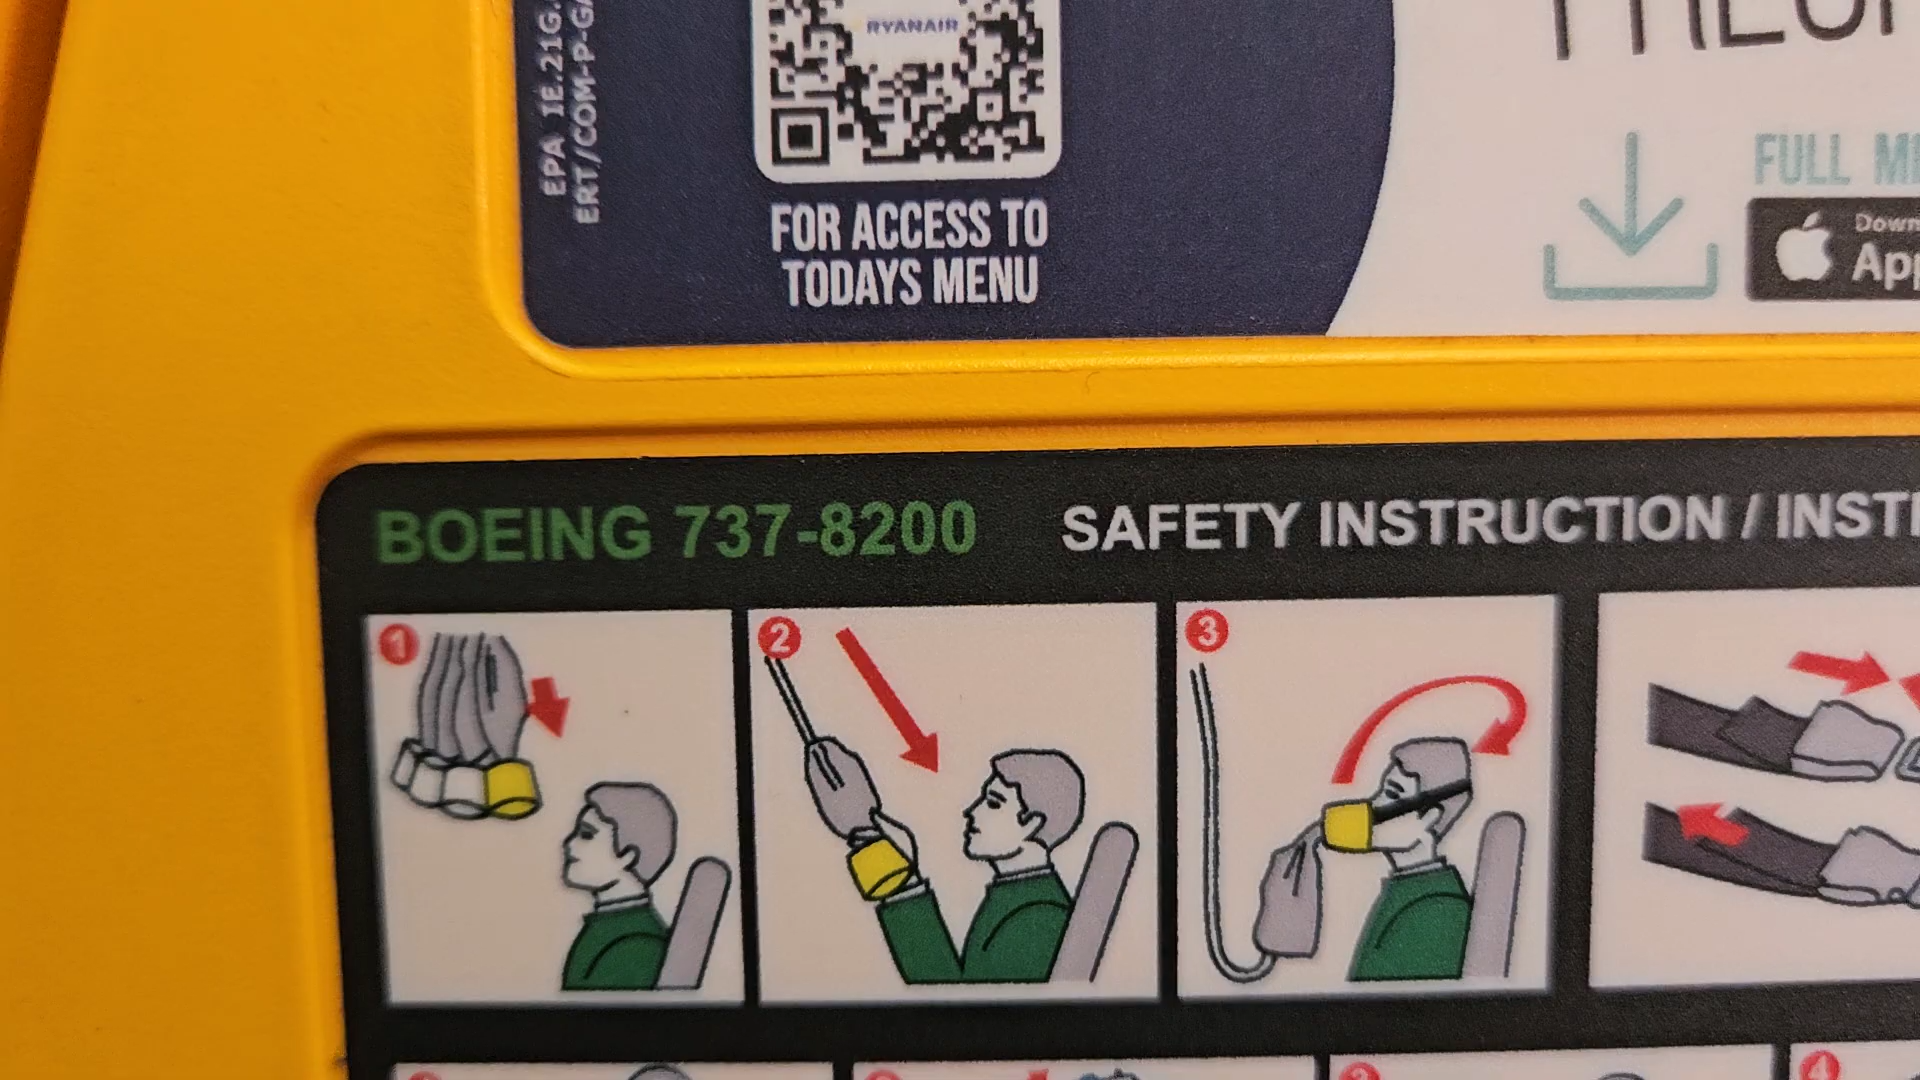 EPA IE.21G.
ERT/COM-P-GA
RYANAIR
FOR ACCESS TO
TODAYS MENU
FULL
App
BOEING 737-8200 SAFETY INSTRUCTION /
1
2
3